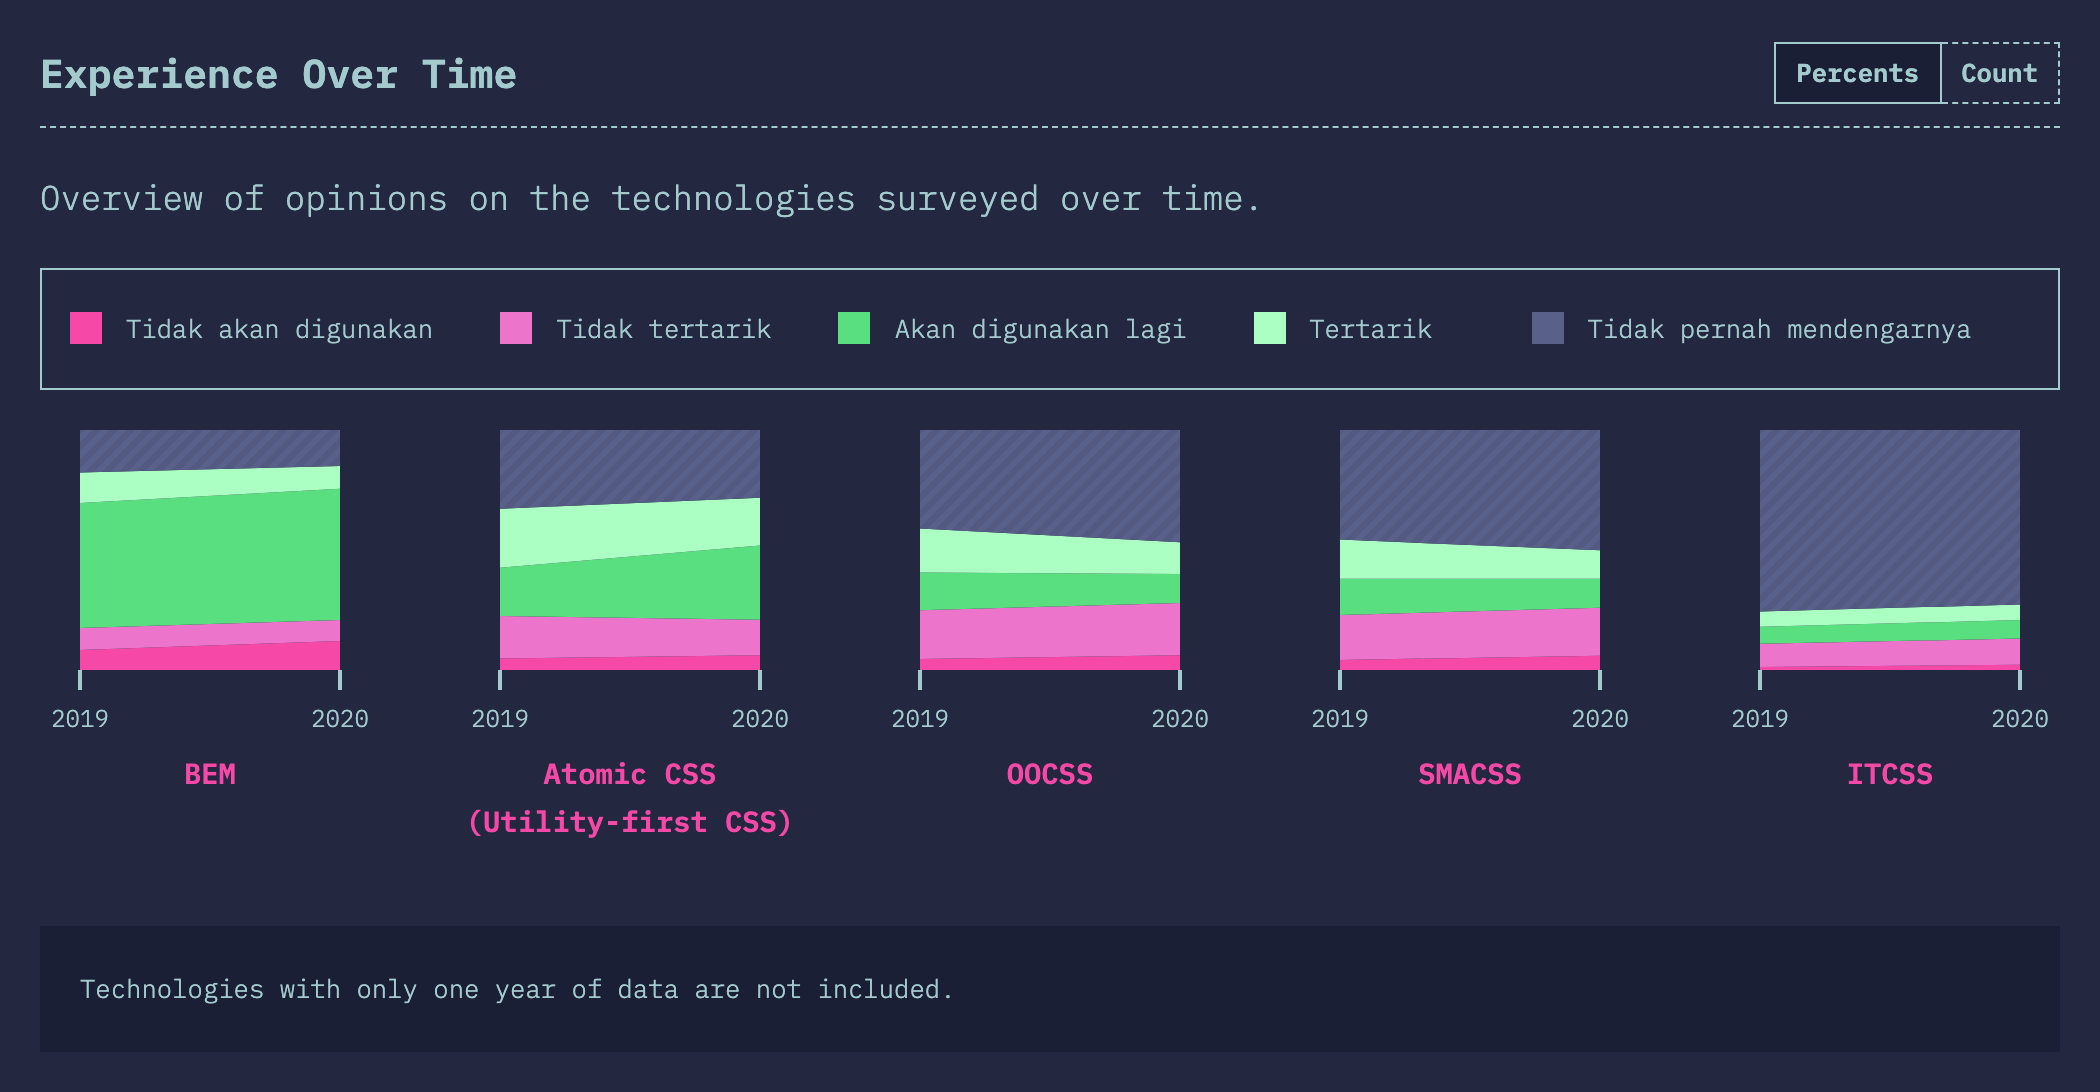 Experience Over Time
Percents Count
Overview of opinions on the technologies surveyed over time.
Tidak akan digunakan Tidak tertarik Akan digunakan lagi Tertarik Tidak pernah mendengarnya
2019 2020 2019 2020 2019 2020 2019 2020 2019 2020
BEM Atomic CSS OOCSS SMACSS ITCSS
(Utility-first CSS)
Technologies with only one year of data are not included.